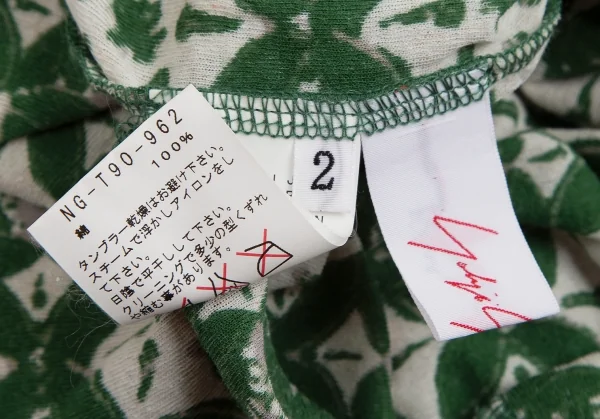 NG-T90-962
綿 100%
タンブラー乾燥はお避け下さい。
スチームで浮かしアイロンをし
て下さい。
日陰で平干しして下さい。
クリーニングで多少の型くずれ
や縮む事があります。
2